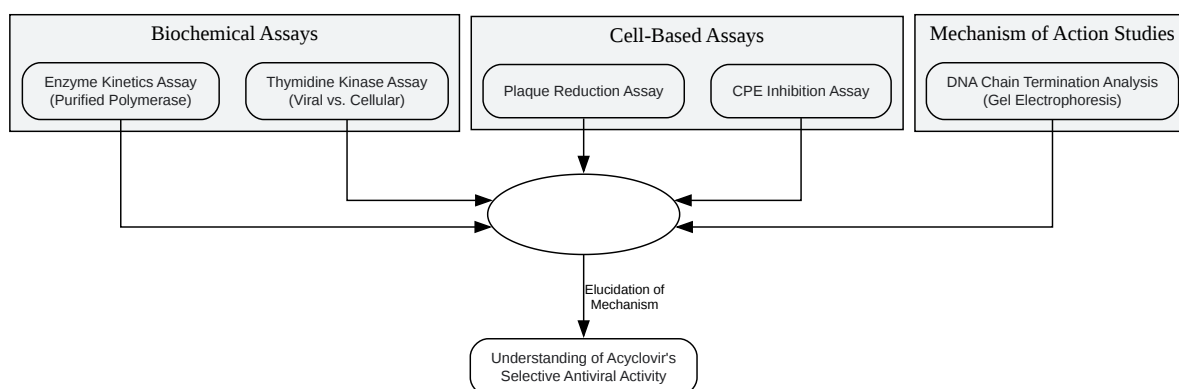 Biochemical Assays
Cell-Based Assays
Mechanism of Action Studies
Enzyme Kinetics Assay
(Purified Polymerase)
Thymidine Kinase Assay
(Viral vs. Cellular)
Plaque Reduction Assay
CPE Inhibition Assay
DNA Chain Termination Analysis
(Gel Electrophoresis)
Elucidation of
Mechanism
Understanding of Acyclovir's
Selective Antiviral Activity